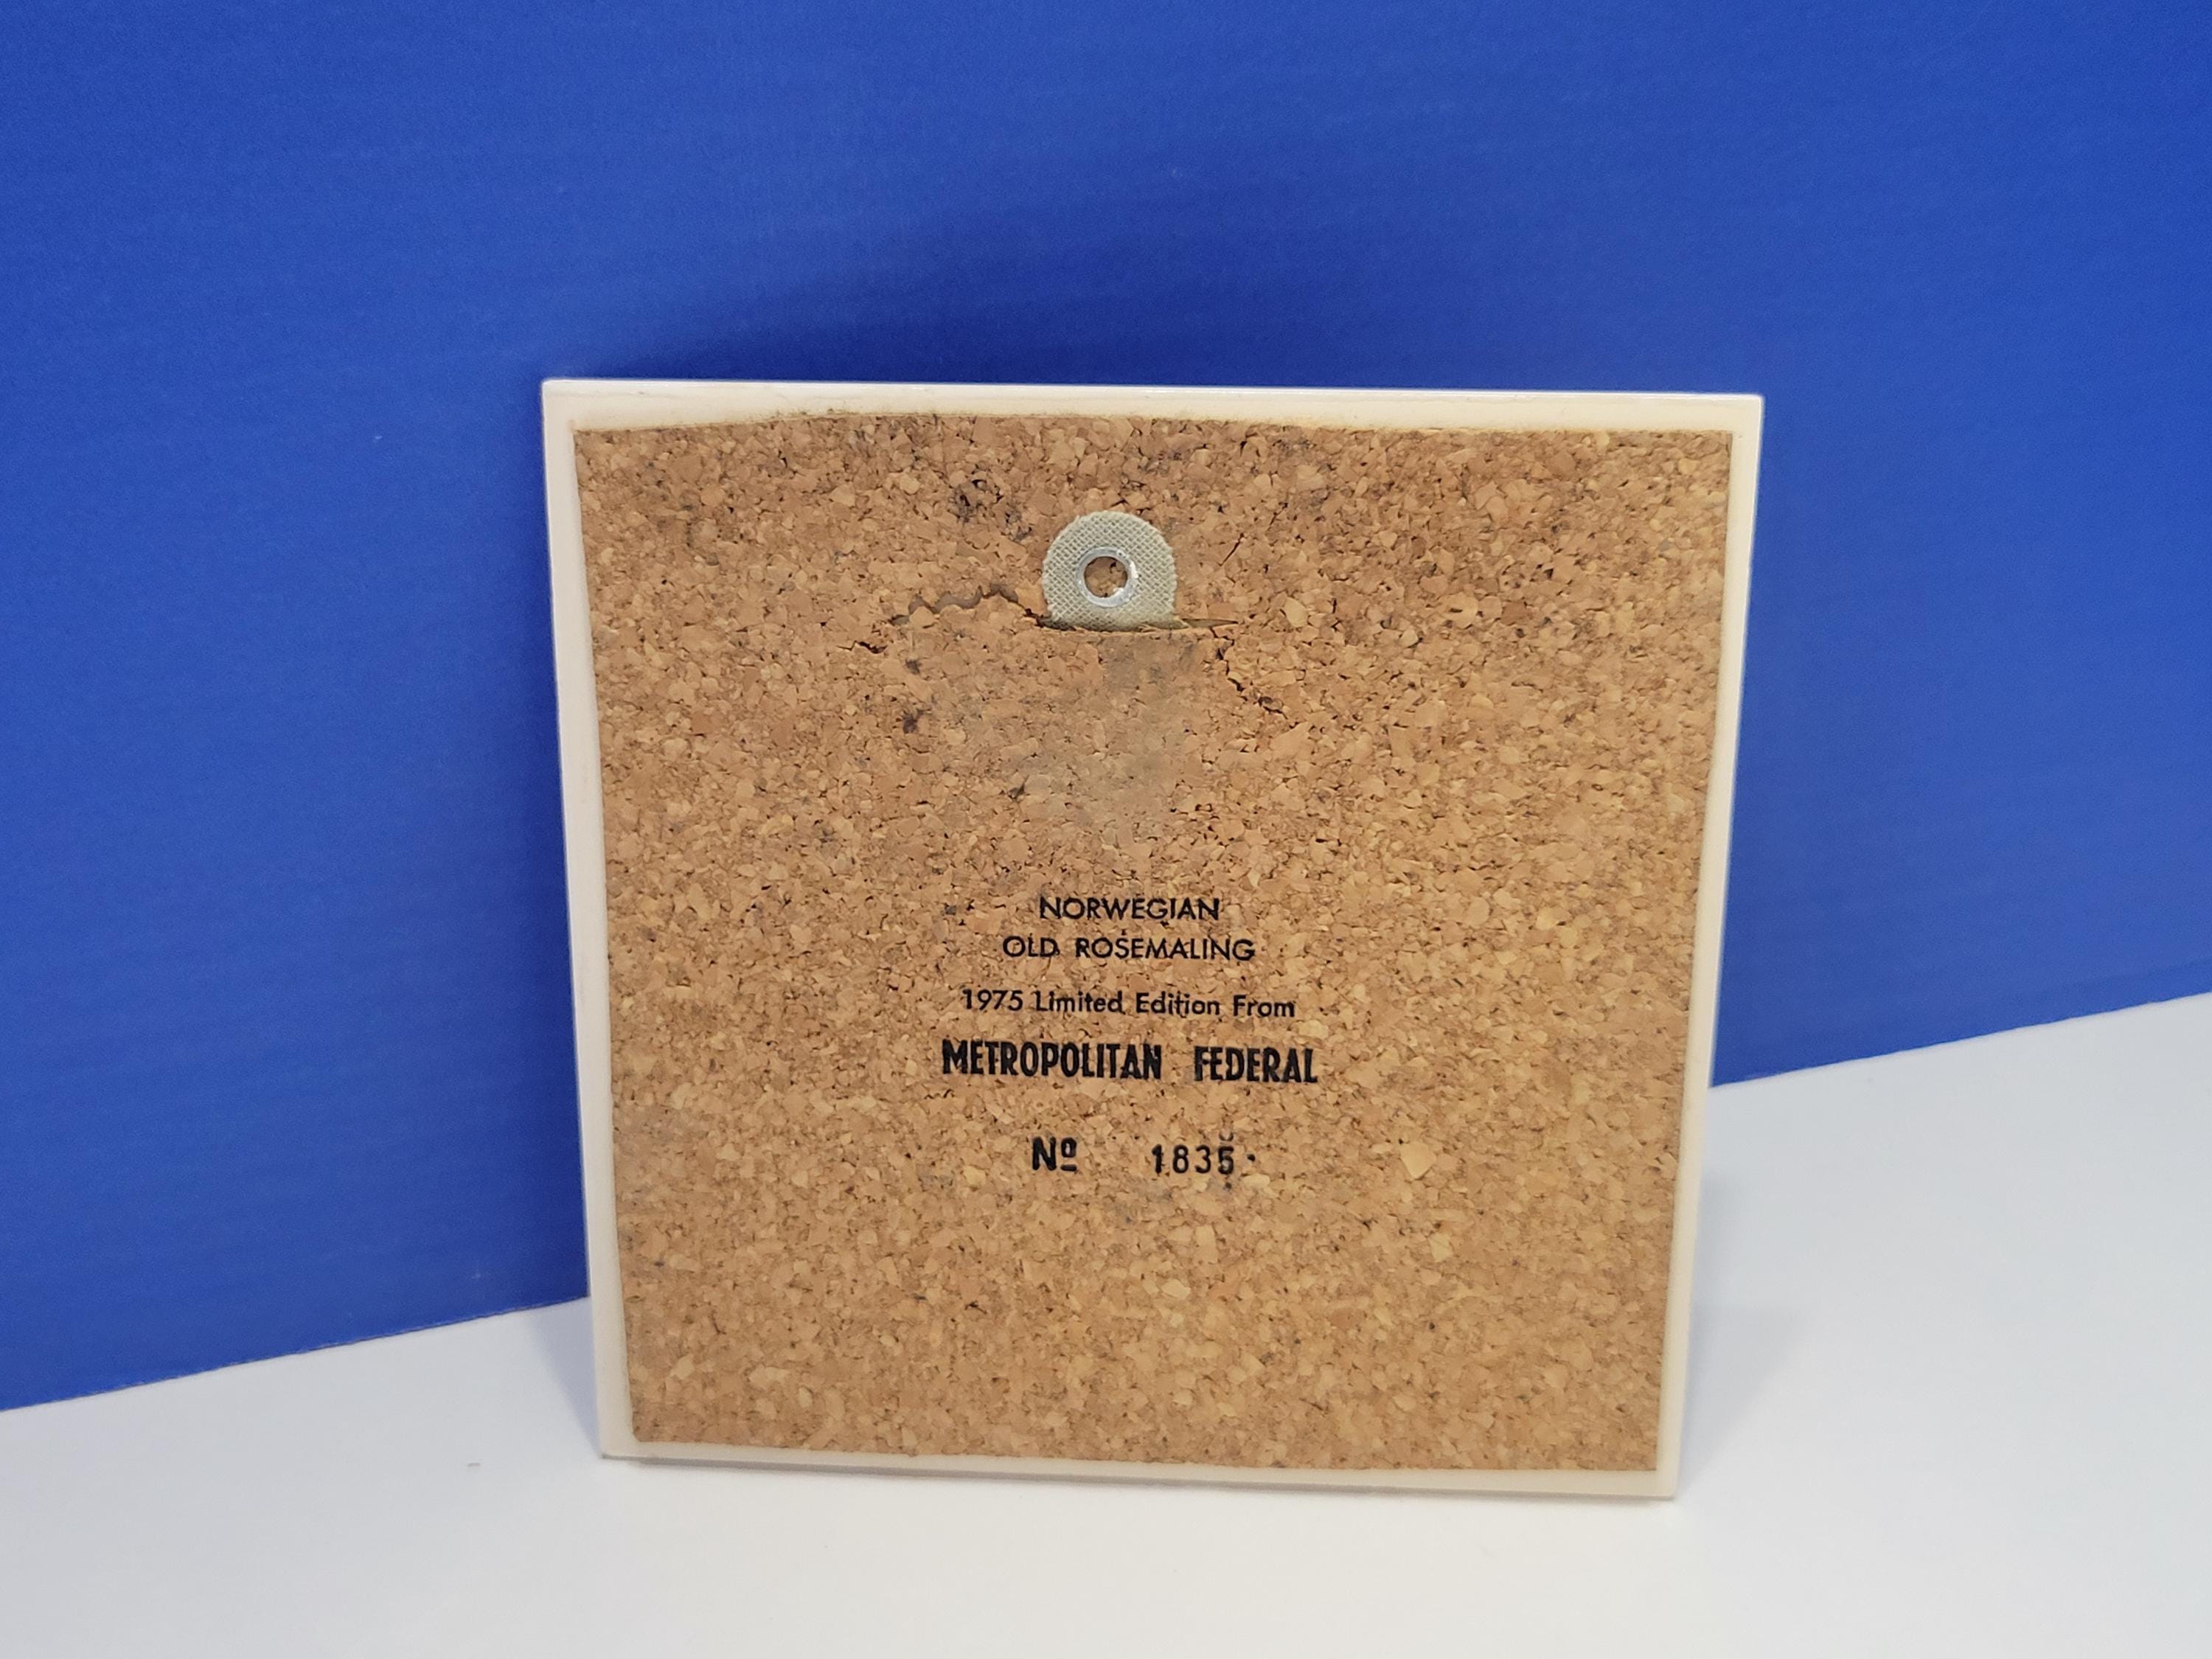 NORWEGIAN
OLD ROSEMALING
1975 Limited Edition From
METROPOLITAN FEDERAL
Nº 1835